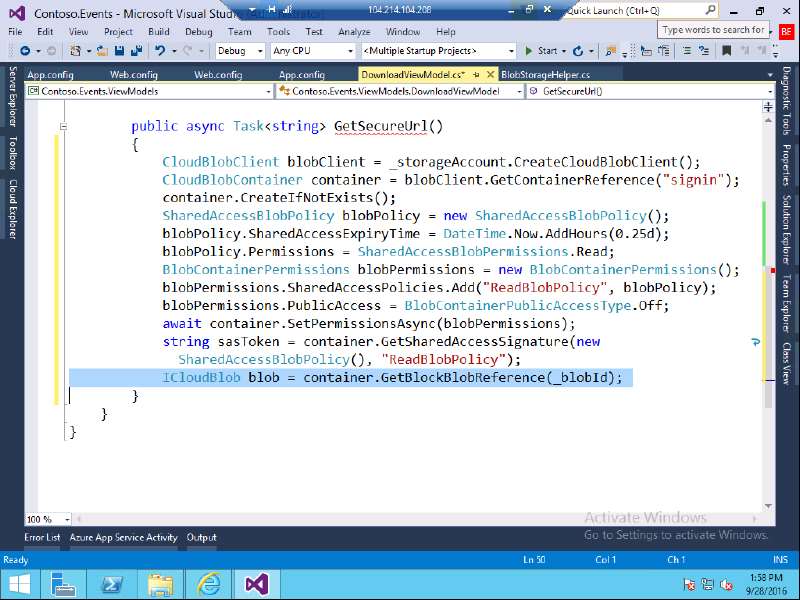 Contoso.Events - Microsoft Visual Studio
104.214.104.208
Quick Launch (Ctrl+Q)
File Edit View Project Build Debug Team Tools Test Analyze Window Help
Type words to search for
BE
Debug Any CPU <Multiple Startup Projects> Start
App.config Web.config Web.config App.config DownloadViewModel.cs* BlobStorageHelper.cs
Contoso.Events.ViewModels Contoso.Events.ViewModels.DownloadViewModel GetSecureUrl()
Server Explorer
Toolbox
Cloud Explorer
public async Task<string> GetSecureUrl()
{
CloudBlobClient blobClient = _storageAccount.CreateCloudBlobClient();
CloudBlobContainer container = blobClient.GetContainerReference("signin");
container.CreateIfNotExists();
SharedAccessBlobPolicy blobPolicy = new SharedAccessBlobPolicy();
blobPolicy.SharedAccessExpiryTime = DateTime.Now.AddHours(0.25d);
blobPolicy.Permissions = SharedAccessBlobPermissions.Read;
BlobContainerPermissions blobPermissions = new BlobContainerPermissions();
blobPermissions.SharedAccessPolicies.Add("ReadBlobPolicy", blobPolicy);
blobPermissions.PublicAccess = BlobContainerPublicAccessType.Off;
await container.SetPermissionsAsync(blobPermissions);
string sasToken = container.GetSharedAccessSignature(new
SharedAccessBlobPolicy(), "ReadBlobPolicy");
ICloudBlob blob = container.GetBlockBlobReference(_blobId);
}
}
}
Diagnostic Tools
Properties
Solution Explorer
Team Explorer
Class View
100 %
Activate Windows
Go to Settings to activate Windows.
Error List Azure App Service Activity Output
Ready Ln 50 Col 1 Ch 1 INS
1:58 PM
9/28/2016